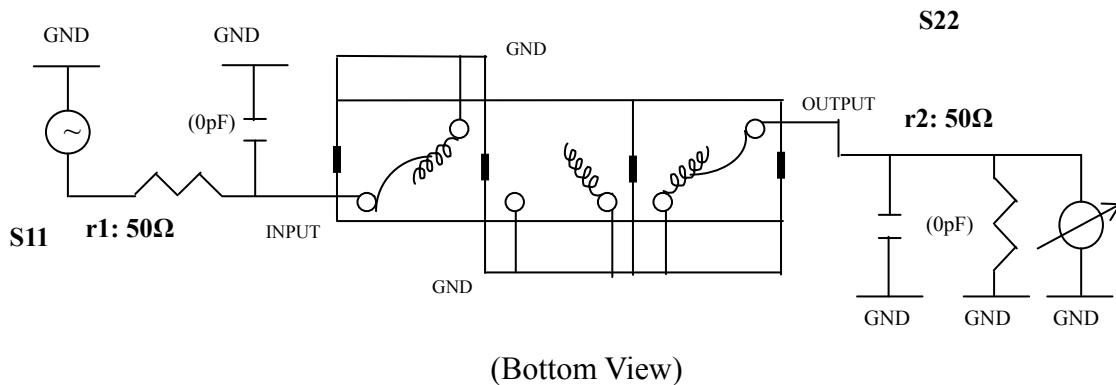 S22
GND
GND
GND
OUTPUT
(0pF)
r2: 50Ω
~
S11
r1: 50Ω
INPUT
(0pF)
GND
GND
GND
GND
(Bottom View)